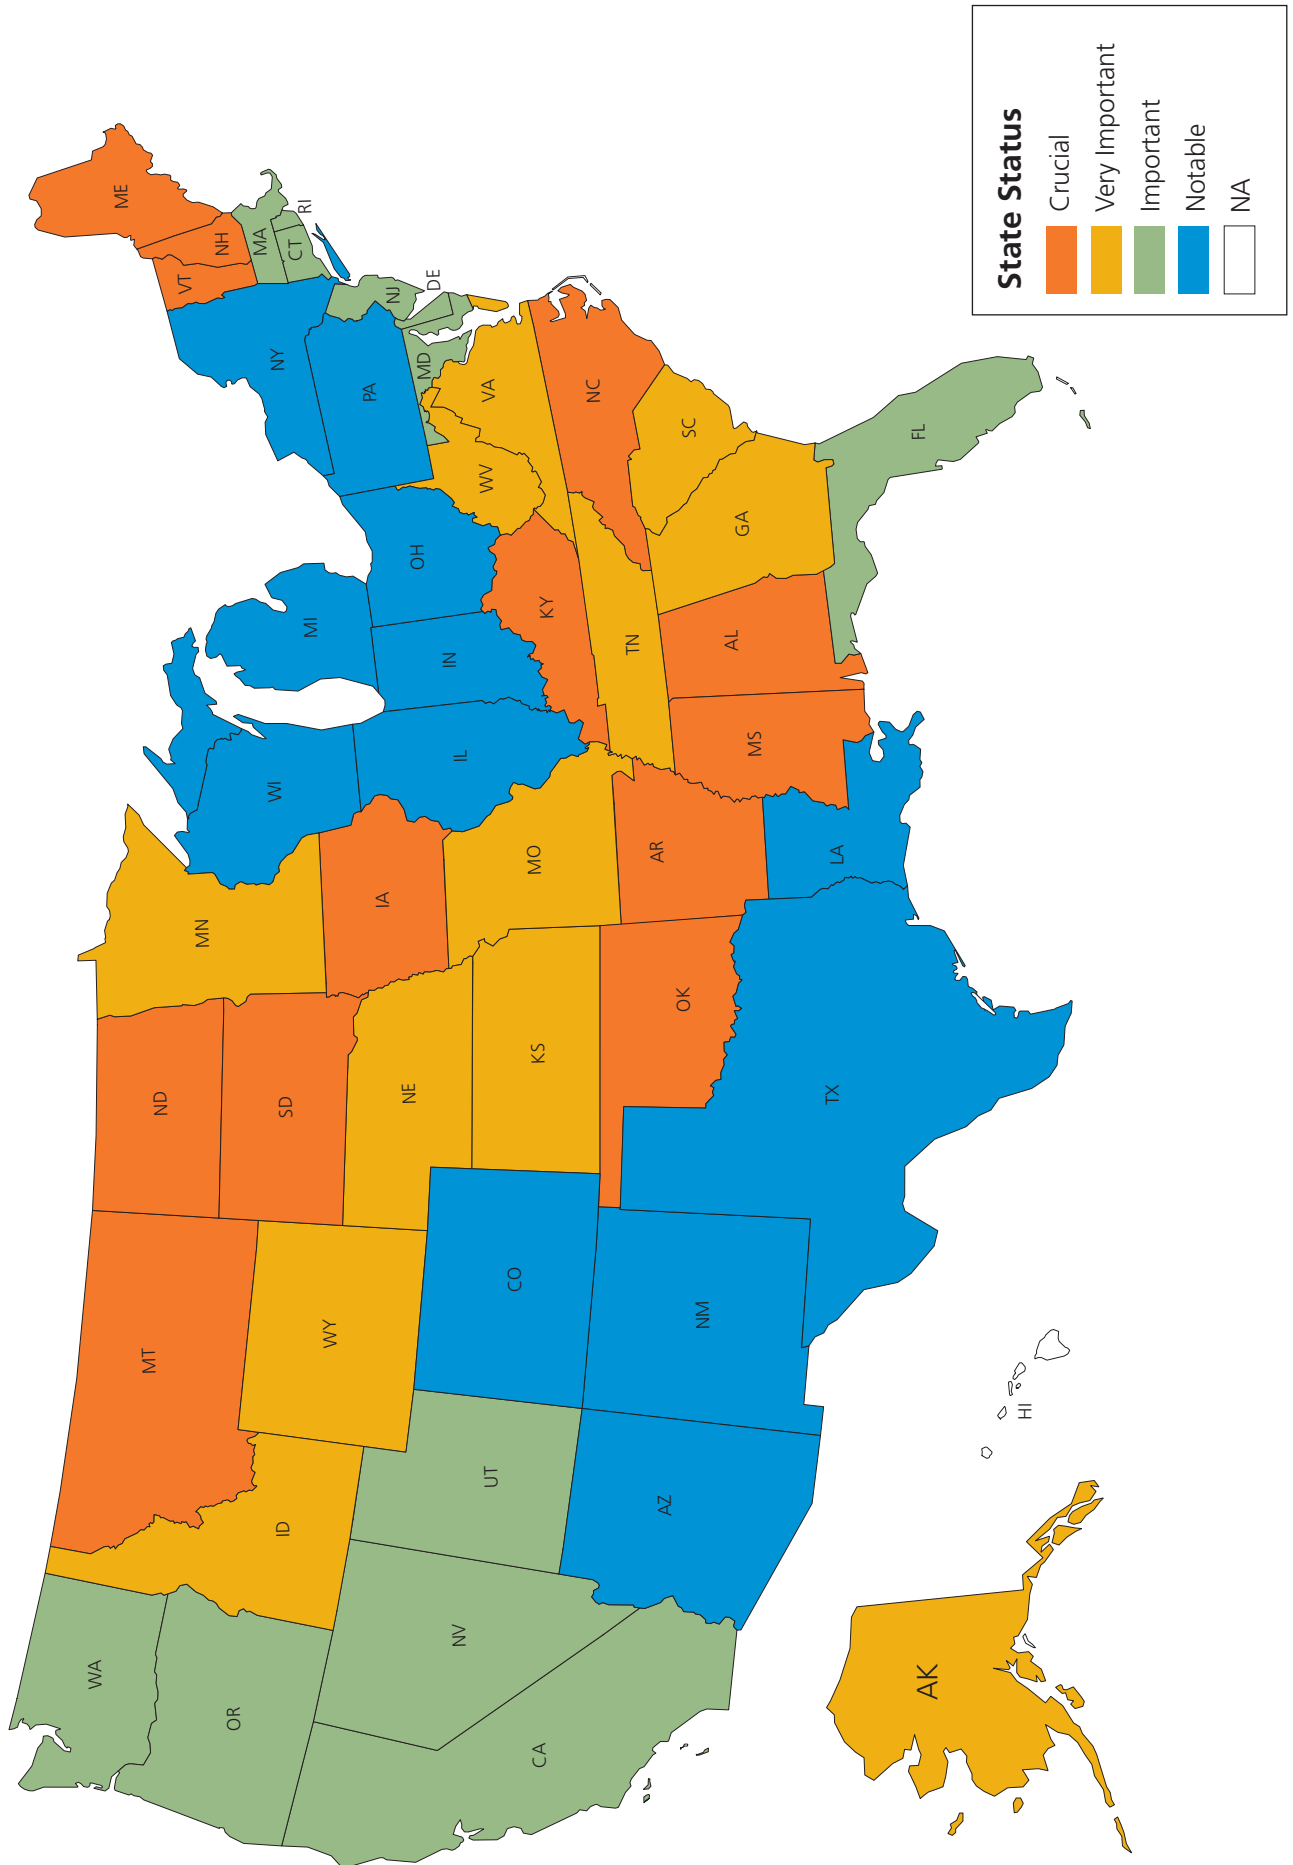 State Status
Crucial
Very Important
Important
Notable
NA
WA
OR
CA
NV
ID
MT
WY
UT
AZ
CO
NM
ND
SD
NE
KS
OK
TX
MN
IA
MO
AR
LA
WI
IL
MI
IN
OH
KY
TN
MS
AL
GA
FL
SC
NC
VA
WV
MD
DE
PA
NJ
NY
CT
RI
MA
VT
NH
ME
AK
HI